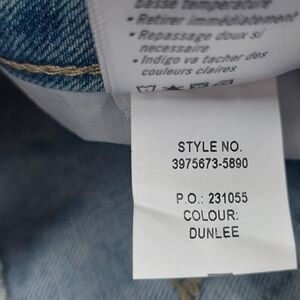 basse température
• Retirer immédiatement
• Repassage doux si
nécessaire
• Indigo va tacher des
couleurs claires
STYLE NO.
3975673-5890
P.O.: 231055
COLOUR:
DUNLEE